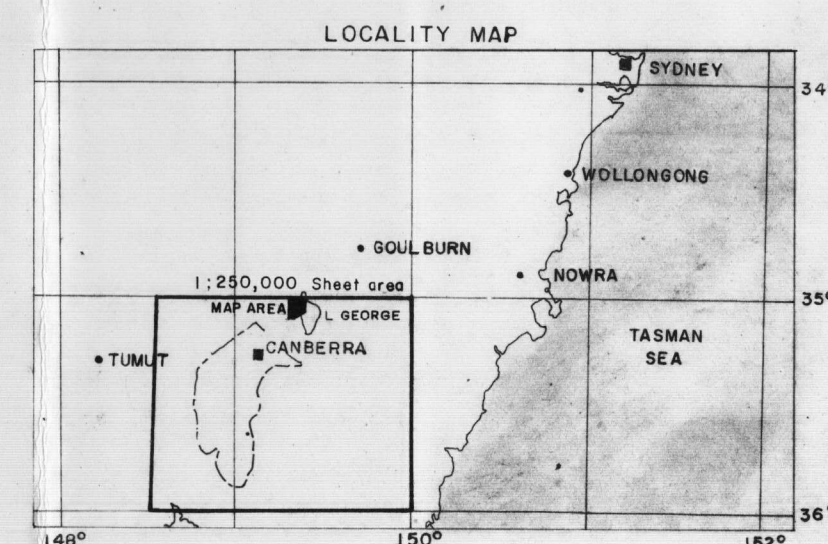 LOCALITY MAP
SYDNEY
34
WOLLONGONG
GOULBURN
NOWRA
1:250,000 Sheet area
35°
MAP AREA
L GEORGE
TASMAN
SEA
CANBERRA
TUMUT
36°
148°
150°
152°